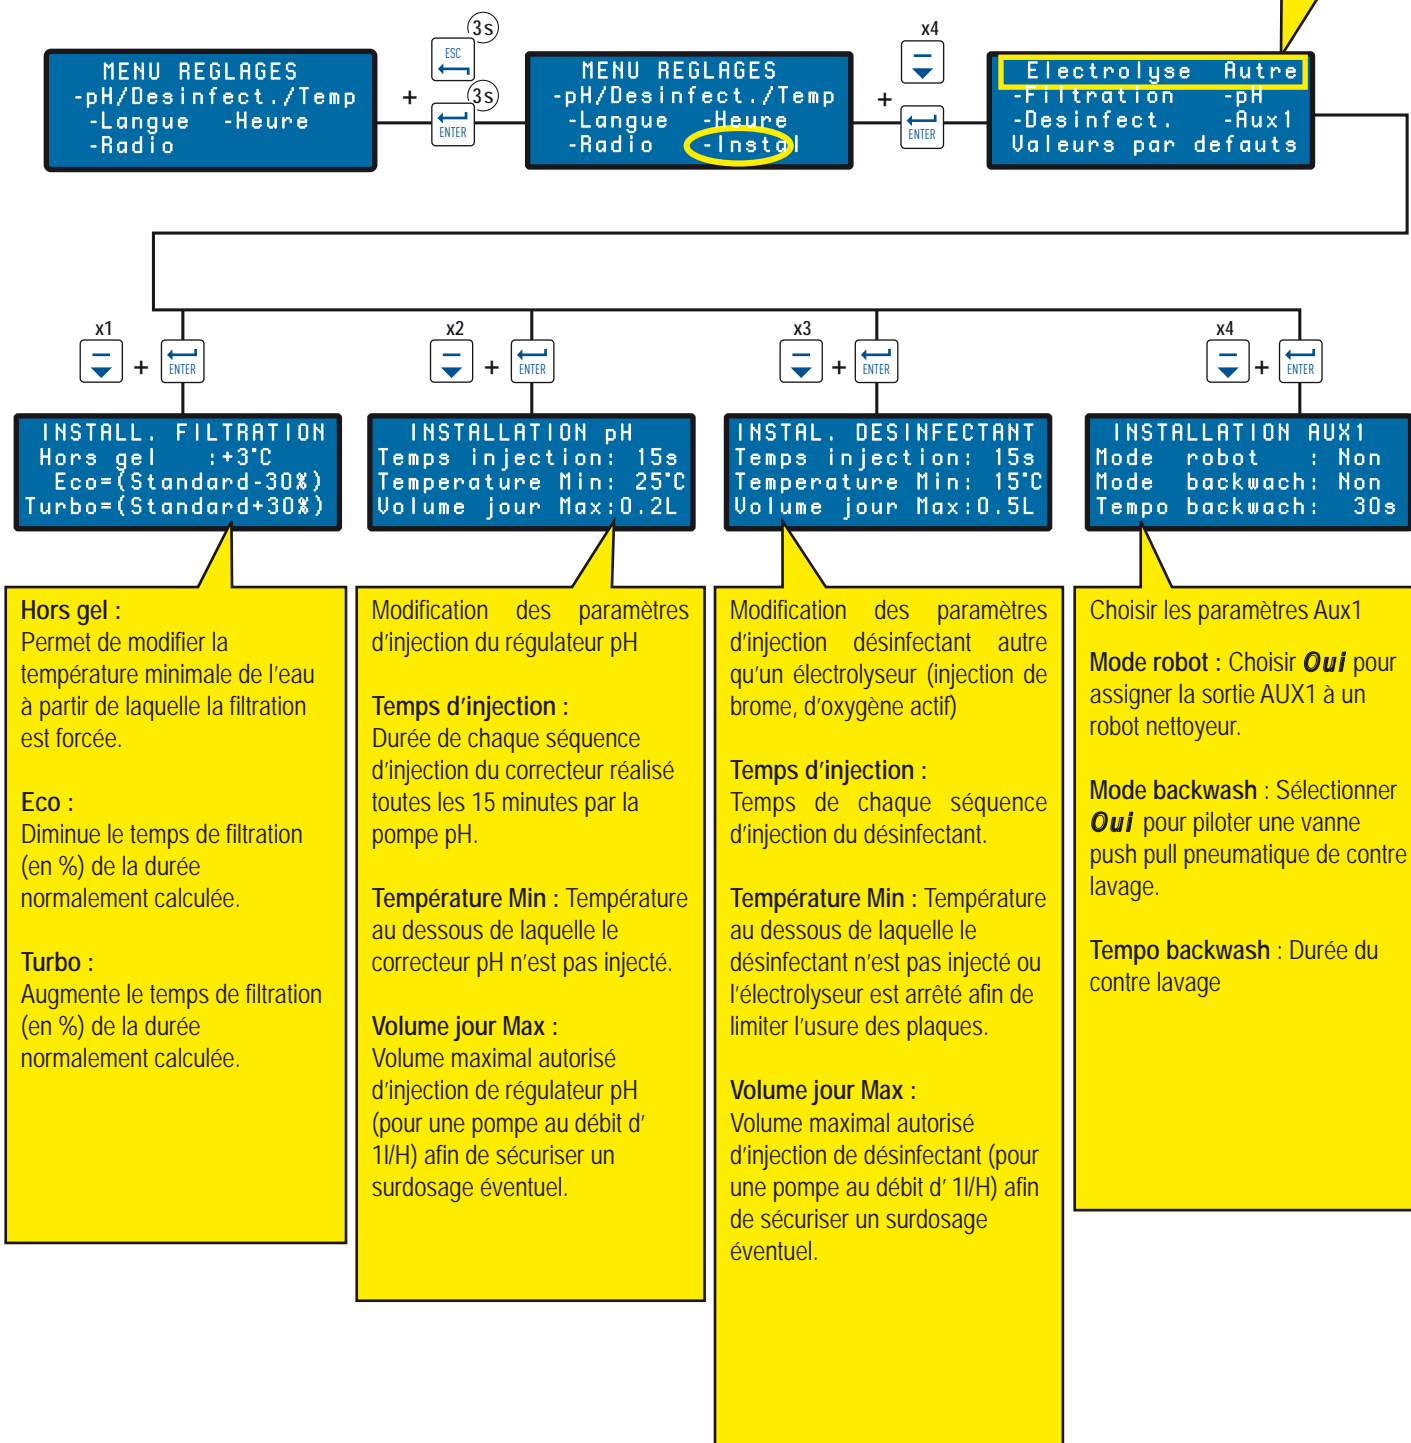 MENU REGLAGES
-pH/Desinfect./Temp
-Langue -Heure
-Radio
+
3s
ESC
3s
ENTER
MENU REGLAGES
-pH/Desinfect./Temp
-Langue -Heure
-Radio -Instal
x4
+
ENTER
Electrolyse Autre
-Filtration -pH
-Desinfect. -Aux1
Valeurs par defauts
x1
+
ENTER
x2
+
ENTER
x3
+
ENTER
x4
+
ENTER
INSTALL. FILTRATION
Hors gel :+3°C
Eco=(Standard-30%)
Turbo=(Standard+30%)
INSTALLATION pH
Temps injection: 15s
Temperature Min: 25°C
Volume jour Max:0.2L
INSTAL. DESINFECTANT
Temps injection: 15s
Temperature Min: 15°C
Volume jour Max:0.5L
INSTALLATION AUX1
Mode robot : Non
Mode backwach: Non
Tempo backwach: 30s
Hors gel :
Permet de modifier la
température minimale de l'eau
à partir de laquelle la filtration
est forcée.
Eco :
Diminue le temps de filtration
(en %) de la durée
normalement calculée.
Turbo :
Augmente le temps de filtration
(en %) de la durée
normalement calculée.
Modification des paramètres
d'injection du régulateur pH
Temps d'injection :
Durée de chaque séquence
d'injection du correcteur réalisé
toutes les 15 minutes par la
pompe pH.
Température Min : Température
au dessous de laquelle le
correcteur pH n'est pas injecté.
Volume jour Max :
Volume maximal autorisé
d'injection de régulateur pH
(pour une pompe au débit d'
1l/H) afin de sécuriser un
surdosage éventuel.
Modification des paramètres
d'injection désinfectant autre
qu'un électrolyseur (injection de
brome, d'oxygène actif)
Temps d'injection :
Temps de chaque séquence
d'injection du désinfectant.
Température Min : Température
au dessous de laquelle le
désinfectant n'est pas injecté ou
l'électrolyseur est arrêté afin de
limiter l'usure des plaques.
Volume jour Max :
Volume maximal autorisé
d'injection de désinfectant (pour
une pompe au débit d' 1l/H) afin
de sécuriser un surdosage
éventuel.
Choisir les paramètres Aux1
Mode robot : Choisir Oui pour
assigner la sortie AUX1 à un
robot nettoyeur.
Mode backwash : Sélectionner
Oui pour piloter une vanne
push pull pneumatique de contre
lavage.
Tempo backwash : Durée du
contre lavage